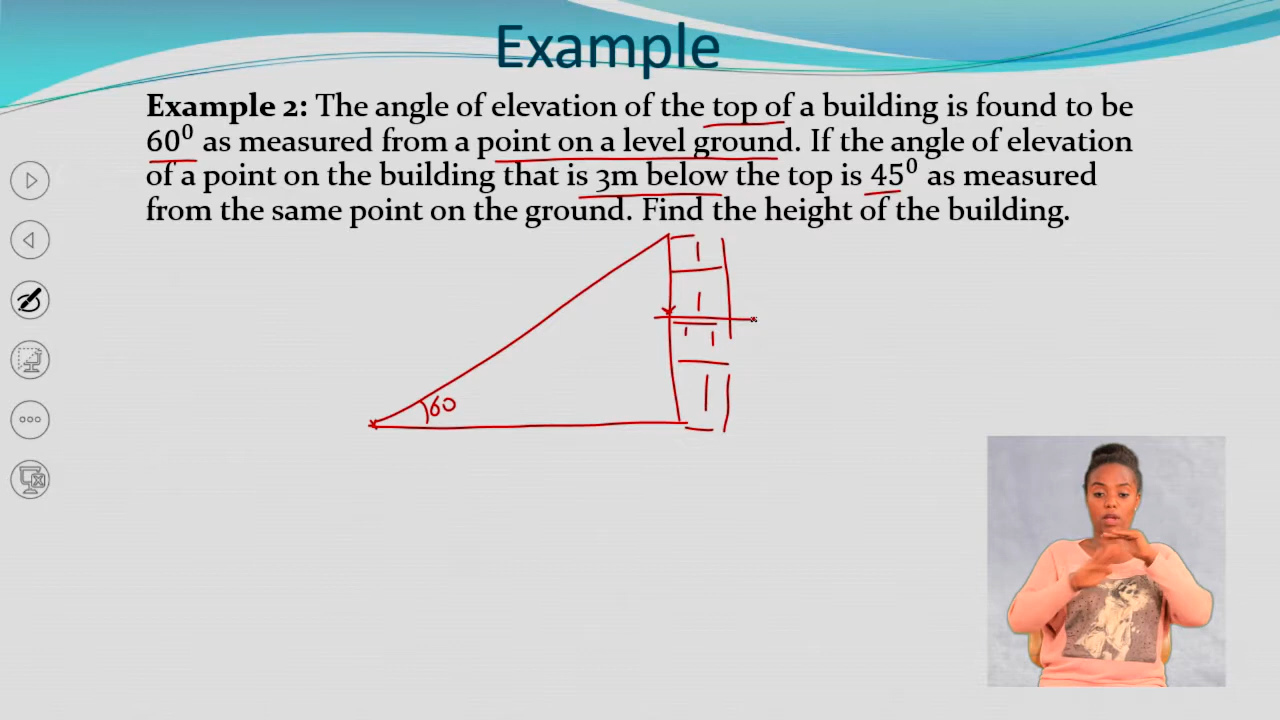 Example
Example 2: The angle of elevation of the top of a building is found to be
60⁰ as measured from a point on a level ground. If the angle of elevation
of a point on the building that is 3m below the top is 45⁰ as measured
from the same point on the ground. Find the height of the building.
60